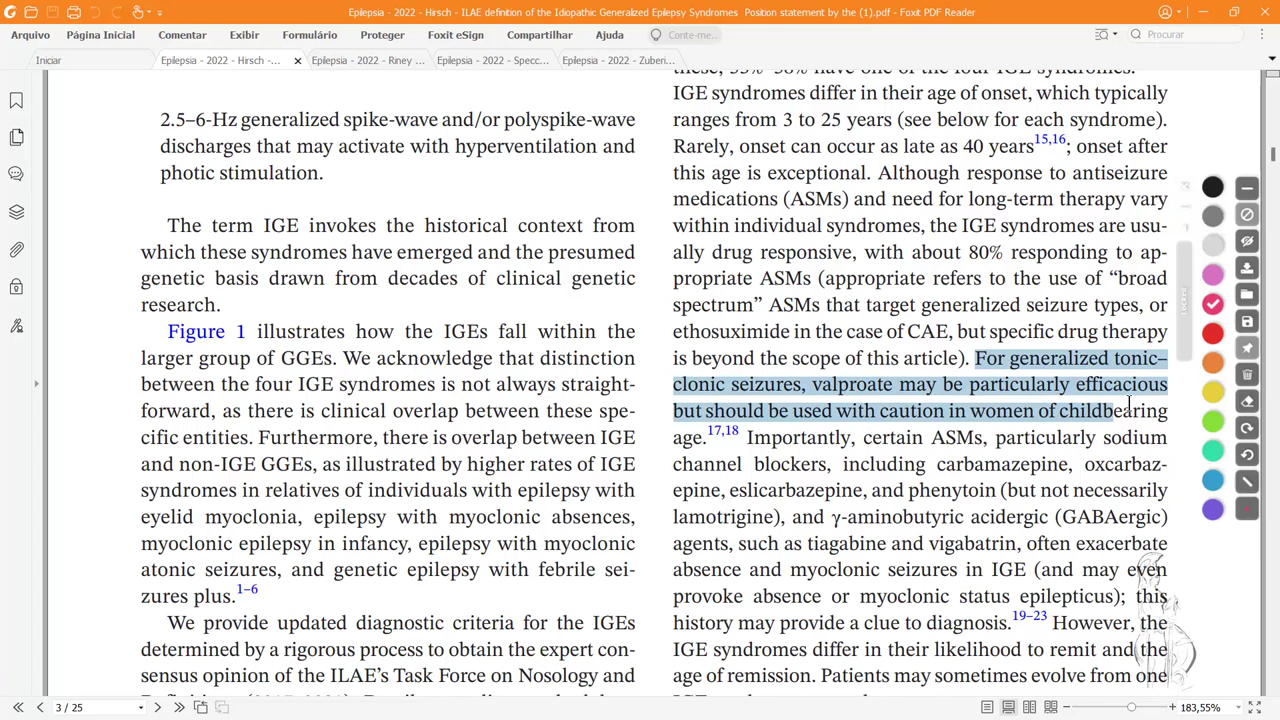 Epilepsia - 2022 - Hirsch - ILAE definition of the Idiopathic Generalized Epilepsy Syndromes Position statement by the (1).pdf - Foxit PDF Reader
Arquivo Página Inicial Comentar Exibir Formulário Proteger Foxit eSign Compartilhar Ajuda Conte-me... Procurar
Iniciar Epilepsia - 2022 - Hirsch -... Epilepsia - 2022 - Riney ... Epilepsia - 2022 - Specc... Epilepsia - 2022 - Zuberi...
2.5–6-Hz generalized spike-wave and/or polyspike-wave
discharges that may activate with hyperventilation and
photic stimulation.
The term IGE invokes the historical context from
which these syndromes have emerged and the presumed
genetic basis drawn from decades of clinical genetic
research.
Figure 1 illustrates how the IGEs fall within the
larger group of GGEs. We acknowledge that distinction
between the four IGE syndromes is not always straight-
forward, as there is clinical overlap between these spe-
cific entities. Furthermore, there is overlap between IGE
and non-IGE GGEs, as illustrated by higher rates of IGE
syndromes in relatives of individuals with epilepsy with
eyelid myoclonia, epilepsy with myoclonic absences,
myoclonic epilepsy in infancy, epilepsy with myoclonic
atonic seizures, and genetic epilepsy with febrile sei-
zures plus.1–6
We provide updated diagnostic criteria for the IGEs
determined by a rigorous process to obtain the expert con-
sensus opinion of the ILAE's Task Force on Nosology and
these, 53%–58% have one of the four IGE syndromes.
IGE syndromes differ in their age of onset, which typically
ranges from 3 to 25 years (see below for each syndrome).
Rarely, onset can occur as late as 40 years15,16; onset after
this age is exceptional. Although response to antiseizure
medications (ASMs) and need for long-term therapy vary
within individual syndromes, the IGE syndromes are usu-
ally drug responsive, with about 80% responding to ap-
propriate ASMs (appropriate refers to the use of “broad
spectrum” ASMs that target generalized seizure types, or
ethosuximide in the case of CAE, but specific drug therapy
is beyond the scope of this article). For generalized tonic–
clonic seizures, valproate may be particularly efficacious
but should be used with caution in women of childbearing
age.17,18 Importantly, certain ASMs, particularly sodium
channel blockers, including carbamazepine, oxcarbaz-
epine, eslicarbazepine, and phenytoin (but not necessarily
lamotrigine), and γ-aminobutyric acidergic (GABAergic)
agents, such as tiagabine and vigabatrin, often exacerbate
absence and myoclonic seizures in IGE (and may even
provoke absence or myoclonic status epilepticus); this
history may provide a clue to diagnosis.19–23 However, the
IGE syndromes differ in their likelihood to remit and the
age of remission. Patients may sometimes evolve from one
3 / 25
183,55%